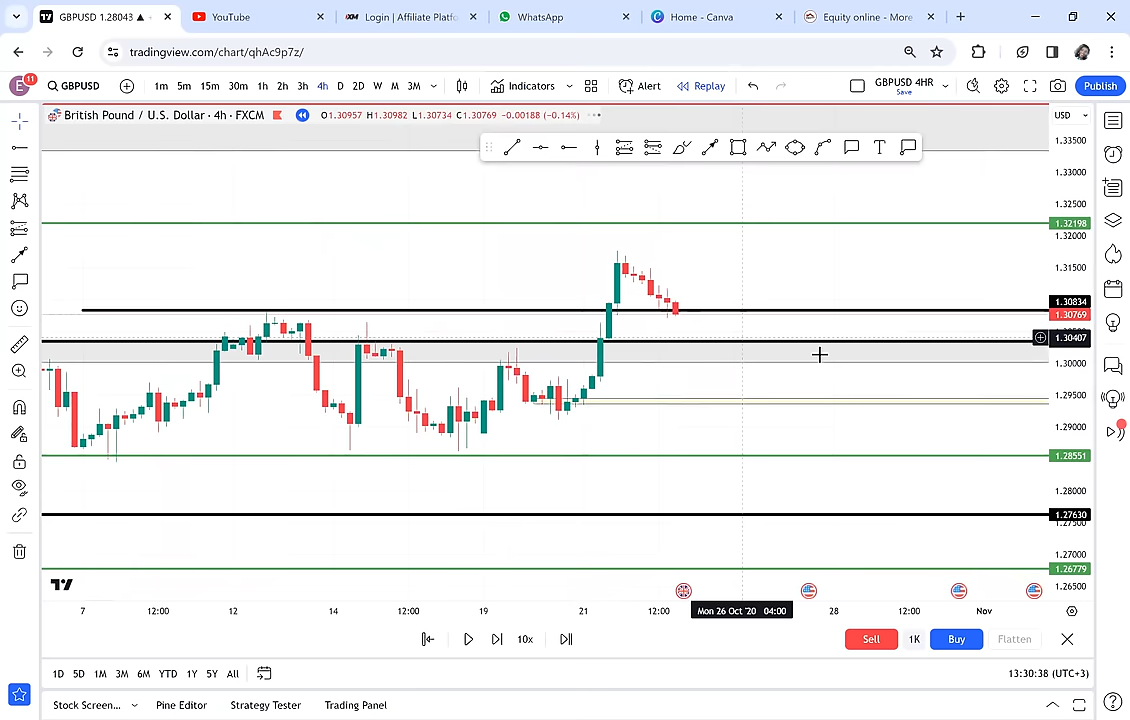 GBPUSD 1.28043 ▲
YouTube
Login | Affiliate Platfo
WhatsApp
Home - Canva
Equity online - More
tradingview.com/chart/qhAc9p7z/
E 11 GBPUSD 1m 5m 15m 30m 1h 2h 3h 4h D 2D W M 3M Indicators Alert Replay GBPUSD 4HR Save Publish
British Pound / U.S. Dollar · 4h · FXCM O1.30957 H1.30982 L1.30734 C1.30769 −0.00188 (−0.14%) USD
T
1.33500
1.33000
1.32500
1.32198
1.32000
1.31500
1.30834
1.30769
1.30407
1.30000
1.29500
1.29000
1.28551
1.28000
1.27630
1.27500
1.27000
1.26779
1.26500
7 12:00 12 14 12:00 19 21 12:00 Mon 26 Oct '20 04:00 28 12:00 Nov
10x Sell 1K Buy Flatten
1D 5D 1M 3M 6M YTD 1Y 5Y All 13:30:38 (UTC+3)
Stock Screen... Pine Editor Strategy Tester Trading Panel